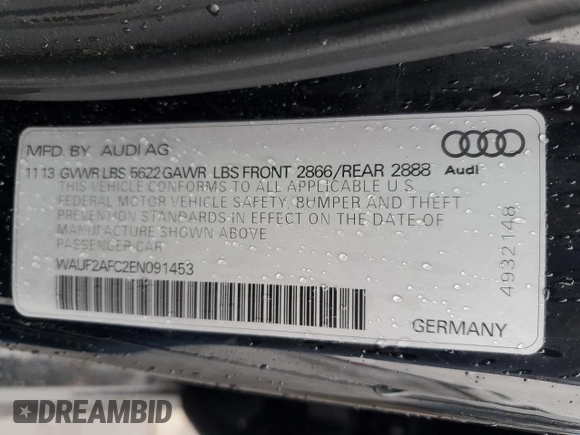 MFD. BY AUDI AG
11 13 GVWR LBS 5622 GAWR LBS FRONT 2866/REAR 2888
Audi
THIS VEHICLE CONFORMS TO ALL APPLICABLE U S
FEDERAL MOTOR VEHICLE SAFETY, BUMPER AND THEFT
PREVENTION STANDARDS IN EFFECT ON THE DATE OF
MANUFACTURE SHOWN ABOVE
PASSENGER CAR
WAUF2AFC2EN091453
4932148
GERMANY
DREAMBID